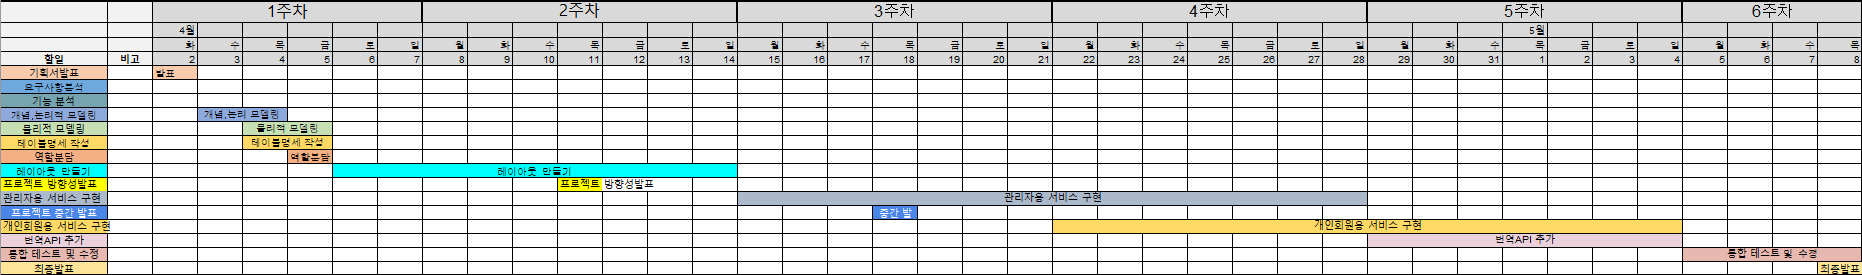 1주차 2주차 3주차 4주차 5주차 6주차
4월 5월
화 수 목 금 토 일 월 화 수 목 금 토 일 월 화 수 목 금 토 일 월 화 수 목 금 토 일 월 화 수 목 금 토 일 월 화 수 목
할일 비고 2 3 4 5 6 7 8 9 10 11 12 13 14 15 16 17 18 19 20 21 22 23 24 25 26 27 28 29 30 31 1 2 3 4 5 6 7 8
기획서발표 발표
요구사항분석
기능 분석
개념,논리적 모델링 개념,논리 모델링
물리적 모델링 물리적 모델링
테이블명세 작성 테이블명세 작성
역할분담 역할분담
레이아웃 만들기 레이아웃 만들기
프로젝트 방향성발표 프로젝트 방향성발표
관리자용 서비스 구현 관리자용 서비스 구현
프로젝트 중간 발표 중간 발
개인회원용 서비스 구현 개인회원용 서비스 구현
번역API 추가 번역API 추가
통합 테스트 및 수정 통합 테스트 및 수정
최종발표 최종발표